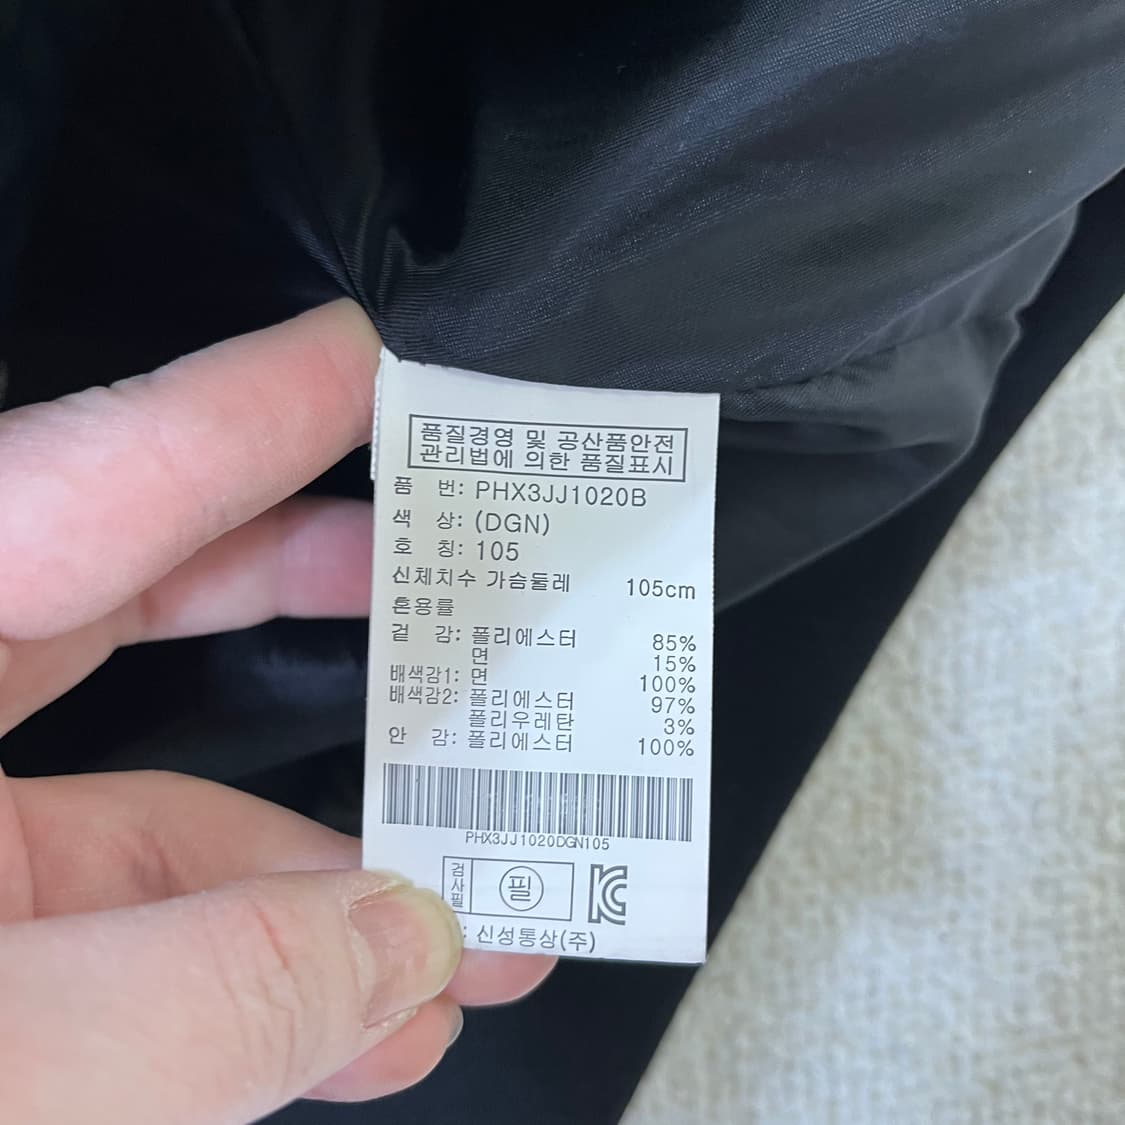 품질경영 및 공산품안전
관리법에 의한 품질표시
품 번: PHX3JJ1020B
색 상: (DGN)
호 칭: 105
신체치수 가슴둘레 105cm
혼용률
겉 감: 폴리에스터 85%
면 15%
배색감1: 면 100%
배색감2: 폴리에스터 97%
폴리우레탄 3%
안 감: 폴리에스터 100%
PHX3JJ1020DGN105
검사필 필
: 신성통상(주)